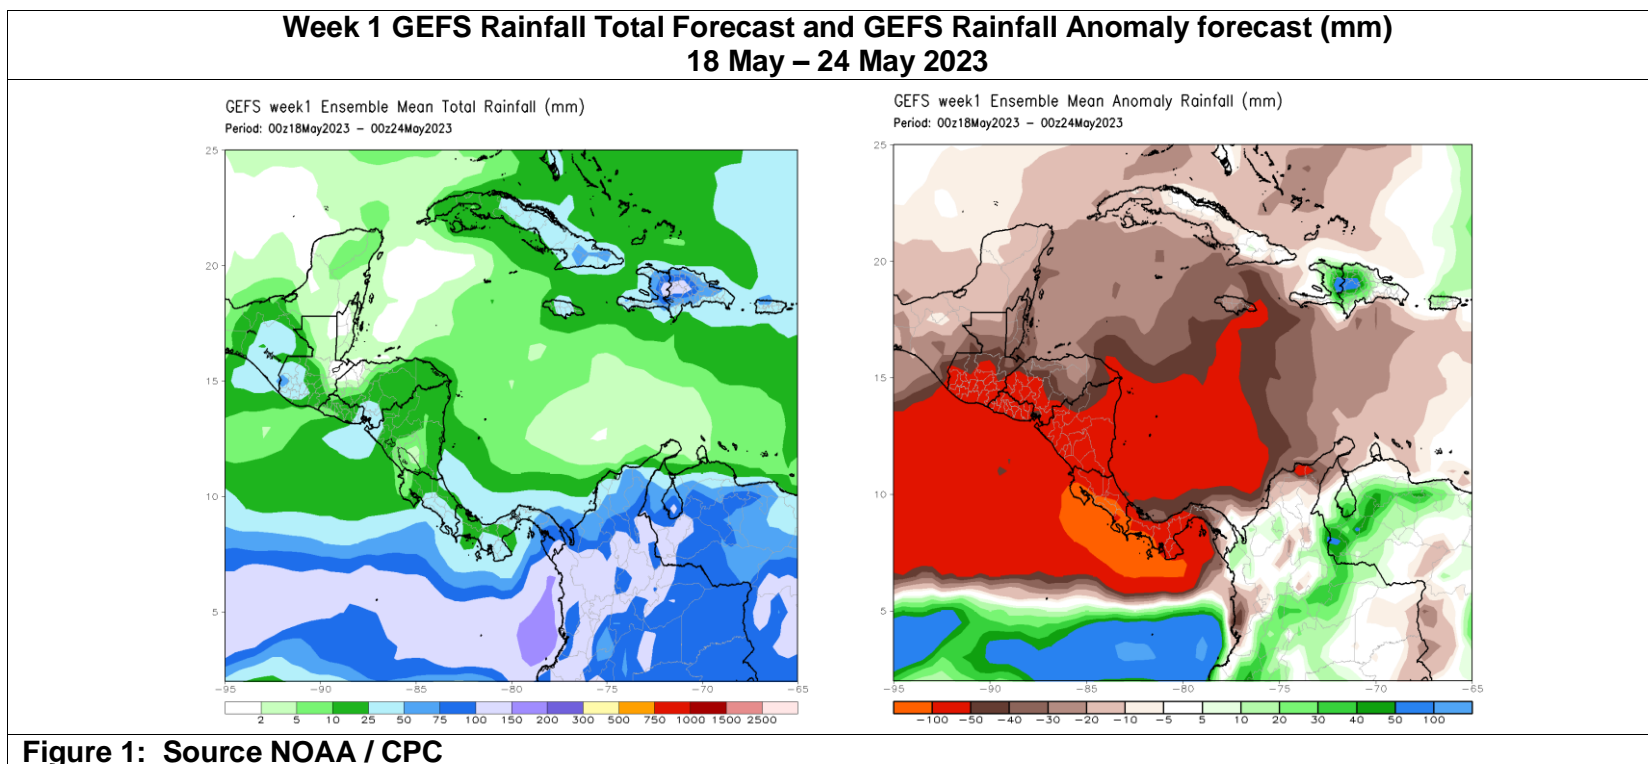 Week 1 GEFS Rainfall Total Forecast and GEFS Rainfall Anomaly forecast (mm)
18 May – 24 May 2023
GEFS week1 Ensemble Mean Total Rainfall (mm)
Period: 00z18May2023 – 00z24May2023
25
20
15
10
5
-95 -90 -85 -80 -75 -70 -65
2 5 10 25 50 75 100 150 200 300 500 750 1000 1500 2500
GEFS week1 Ensemble Mean Anomaly Rainfall (mm)
Period: 00z18May2023 – 00z24May2023
25
20
15
10
5
-95 -90 -85 -80 -75 -70 -65
-100 -50 -40 -30 -20 -10 -5 5 10 20 30 40 50 100
Figure 1: Source NOAA / CPC